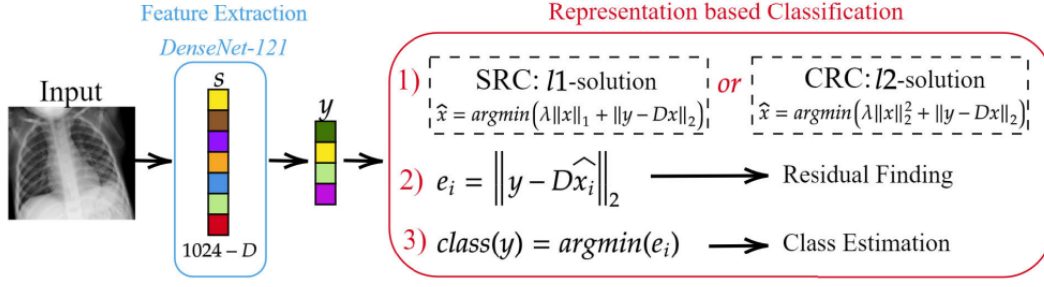 Feature Extraction
Representation based Classification
DenseNet-121
Input
s
y
1024 – D
1) SRC: l1-solution or CRC: l2-solution
x̂ = argmin(λ‖x‖₁ + ‖y – Dx‖₂) x̂ = argmin(λ‖x‖₂² + ‖y – Dx‖₂)
2) eᵢ = ‖y – Dx̂ᵢ‖₂ Residual Finding
3) class(y) = argmin(eᵢ) Class Estimation